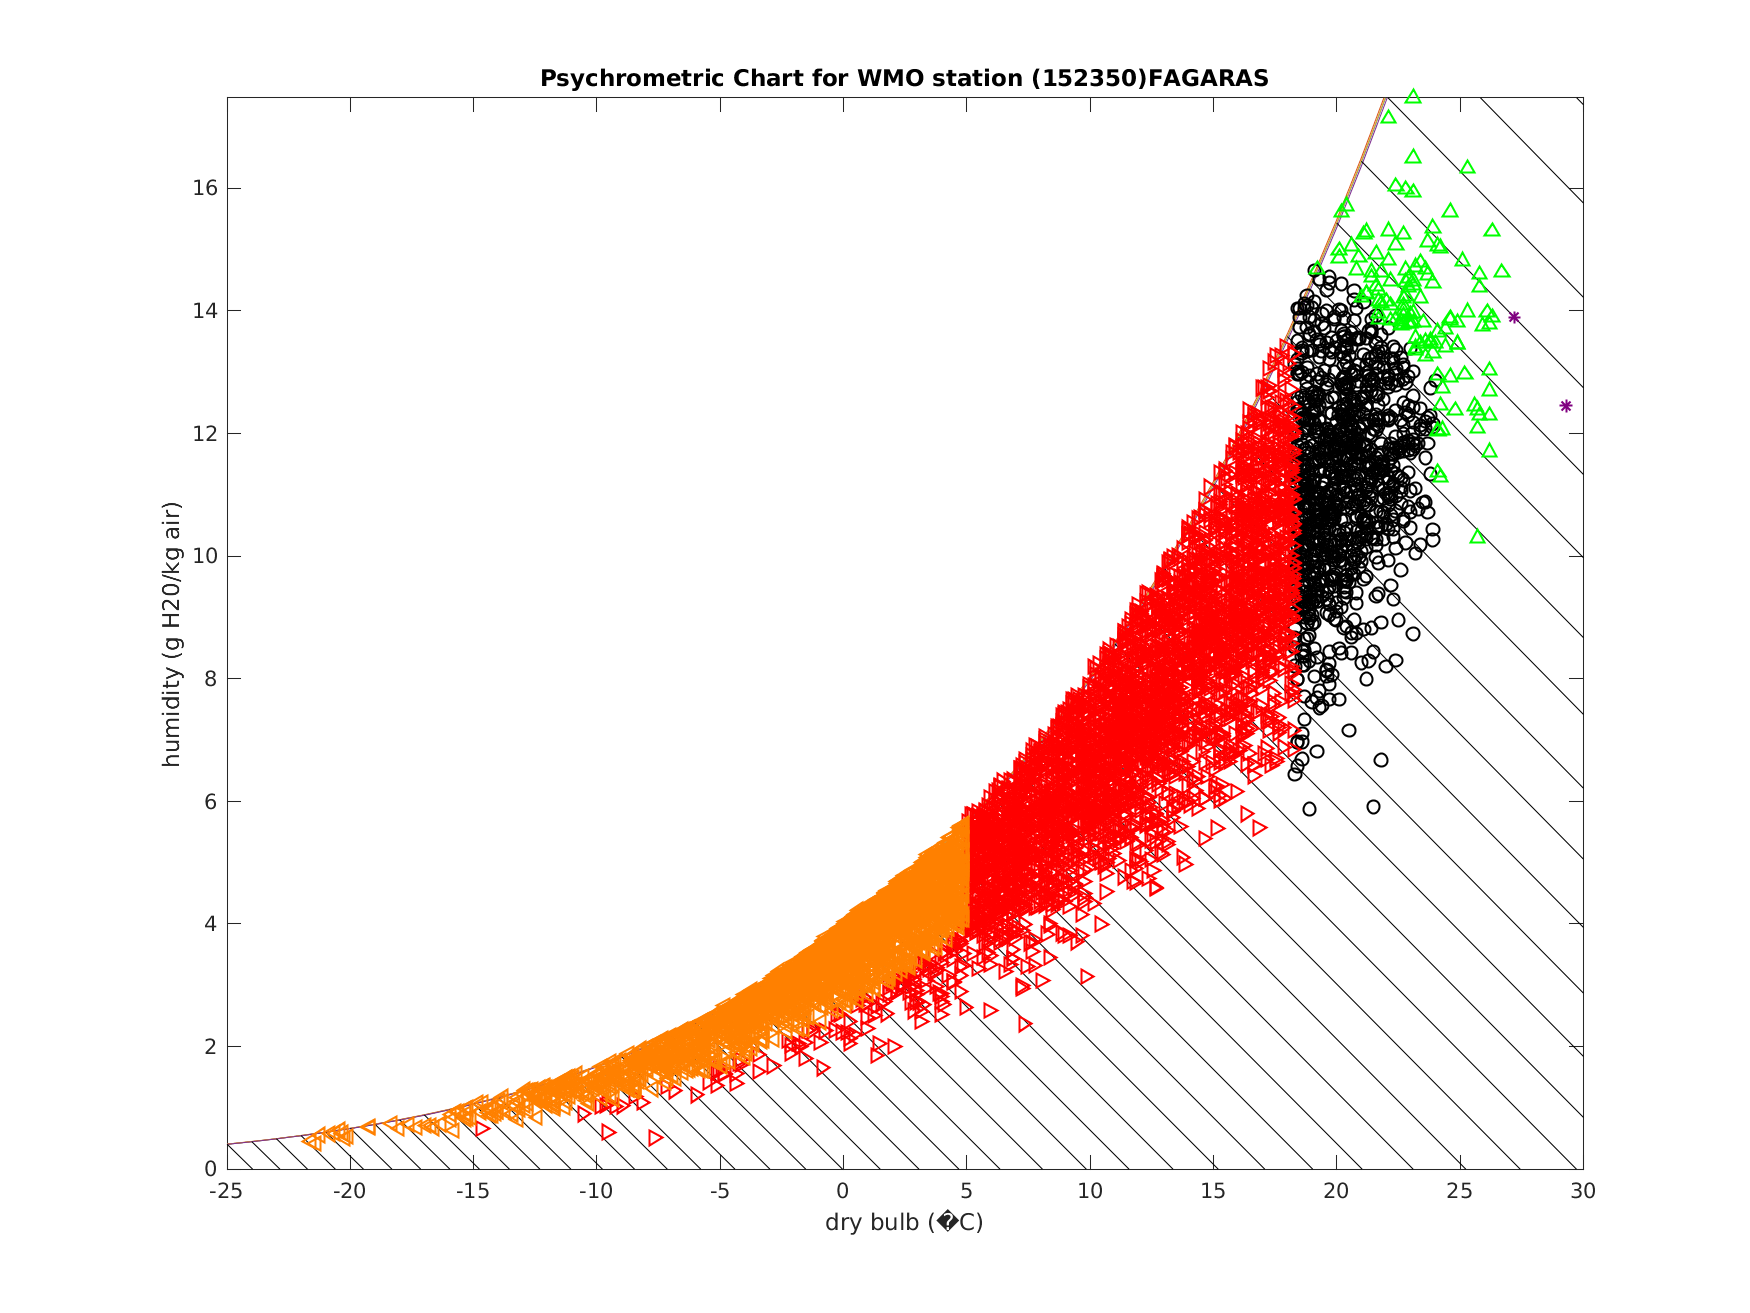 Psychrometric Chart for WMO station (152350)FAGARAS
humidity (g H20/kg air)
16
14
12
10
8
6
4
2
0
-25 -20 -15 -10 -5 0 5 10 15 20 25 30
dry bulb (�C)